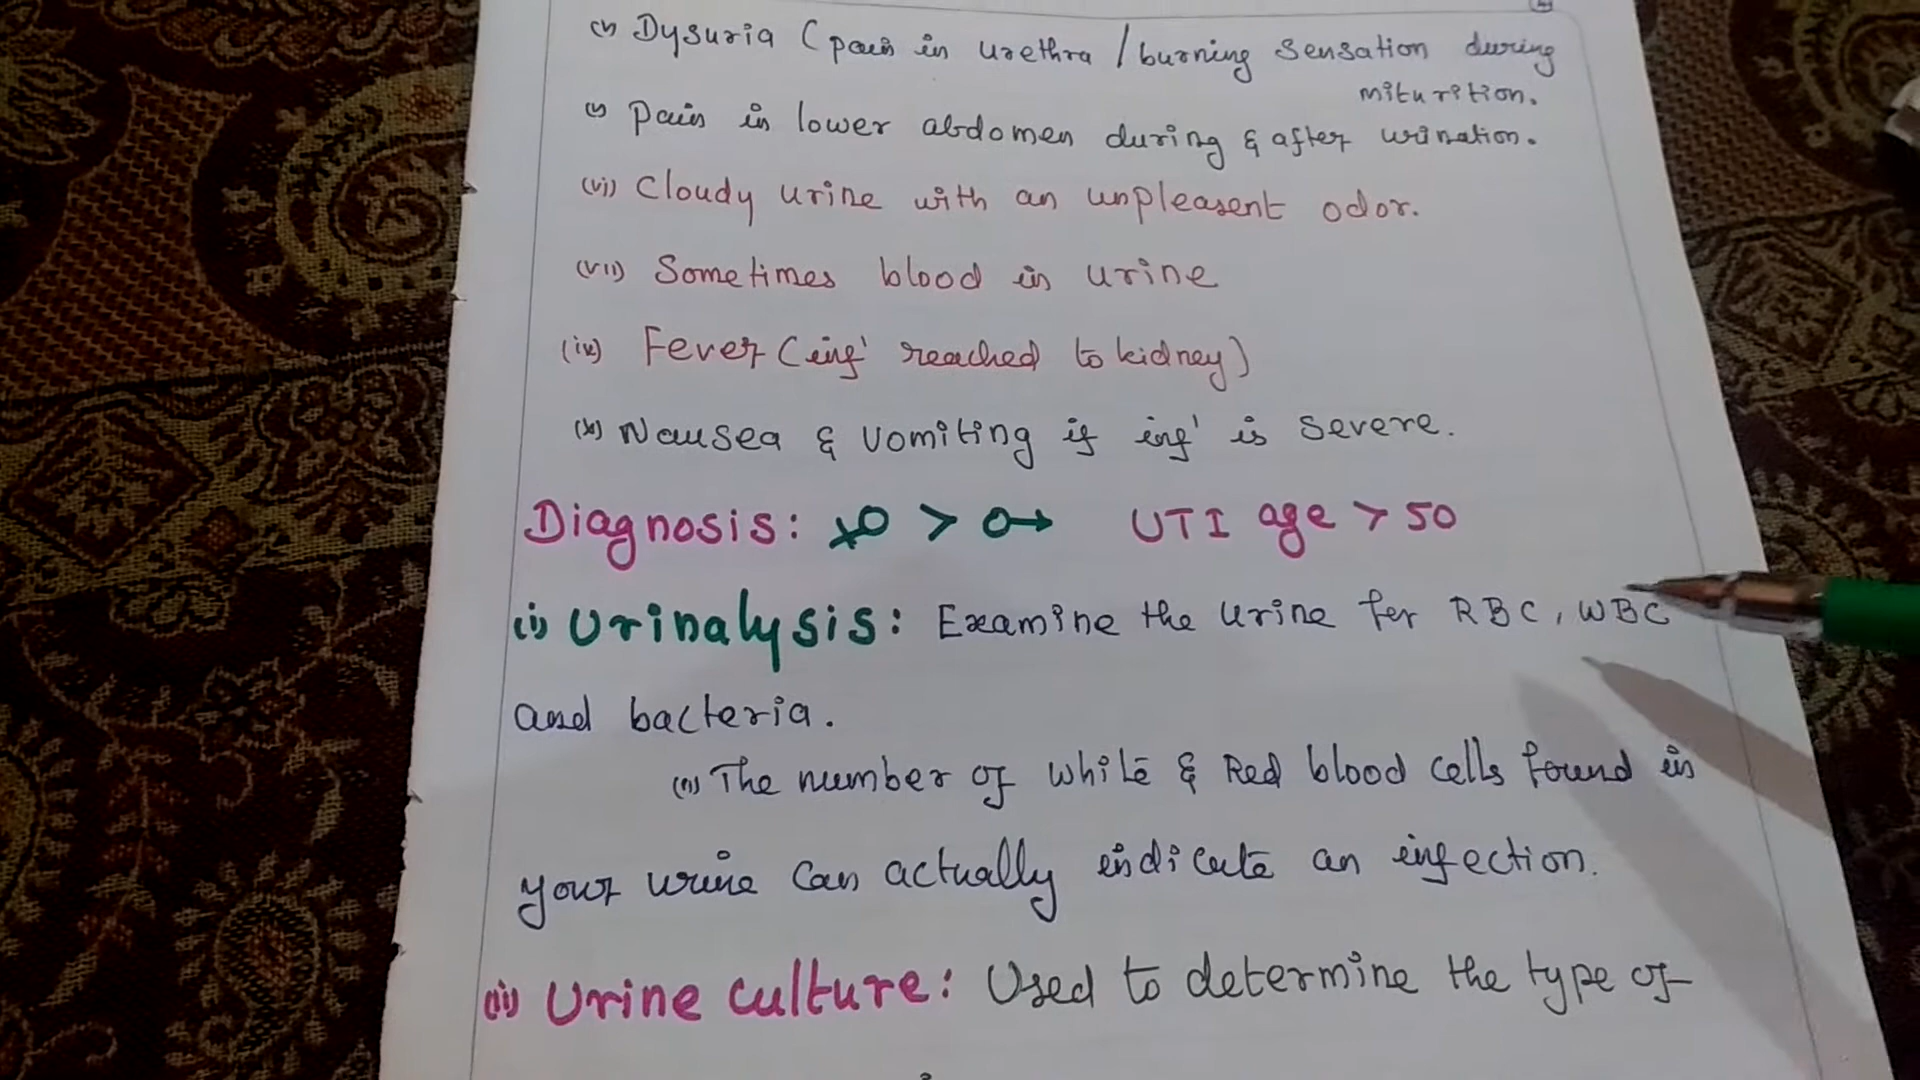 (v) Dysuria (pain in urethra / burning sensation during
miturition.
(v) Pain in lower abdomen during & after urination.
(vi) Cloudy urine with an unpleasent odor.
(vii) Sometimes blood in urine
(ix) Fever (inf' reached to kidney)
(x) Nausea & vomiting if inf' is severe.
Diagnosis: ♀ > ♂ UTI age > 50
(i) Urinalysis: Examine the urine for RBC, WBC
and bacteria.
(n) The number of white & Red blood cells found in
your urine can actually indicate an infection.
(ii) Urine culture: Used to determine the type of